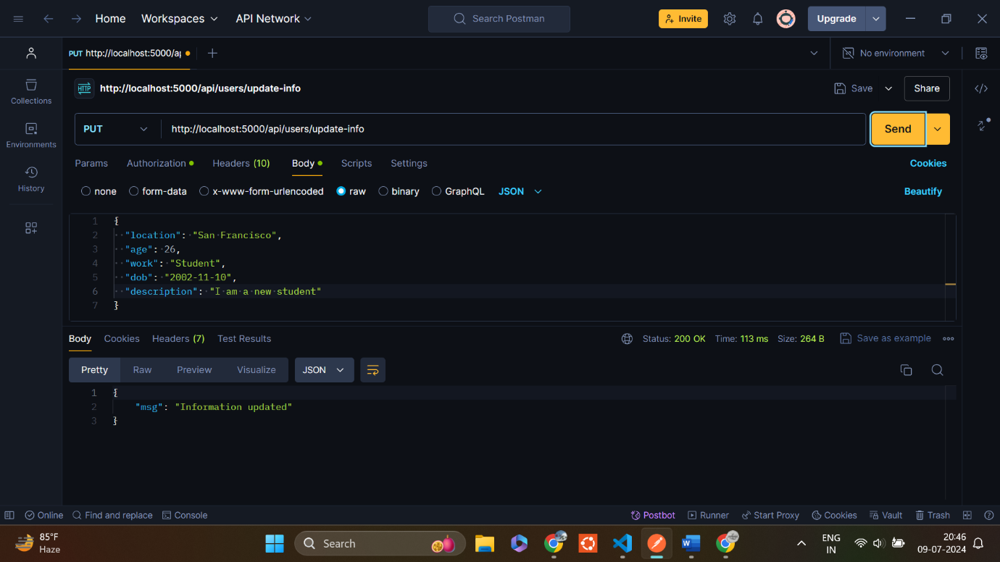 Home Workspaces API Network Search Postman Invite Upgrade
PUT http://localhost:5000/a No environment
HTTP http://localhost:5000/api/users/update-info Save Share
PUT http://localhost:5000/api/users/update-info Send
Params Authorization Headers (10) Body Scripts Settings Cookies
none form-data x-www-form-urlencoded raw binary GraphQL JSON Beautify
Collections
Environments
History
1 {
2 "location": "San Francisco",
3 "age": 26,
4 "work": "Student",
5 "dob": "2002-11-10",
6 "description": "I am a new student"
7 }
Body Cookies Headers (7) Test Results Status: 200 OK Time: 113 ms Size: 264 B Save as example
Pretty Raw Preview Visualize JSON
1 {
2 "msg": "Information updated"
3 }
Online Find and replace Console Postbot Runner Start Proxy Cookies Vault Trash
85°F
Haze
Search
ENG
IN
20:46
09-07-2024